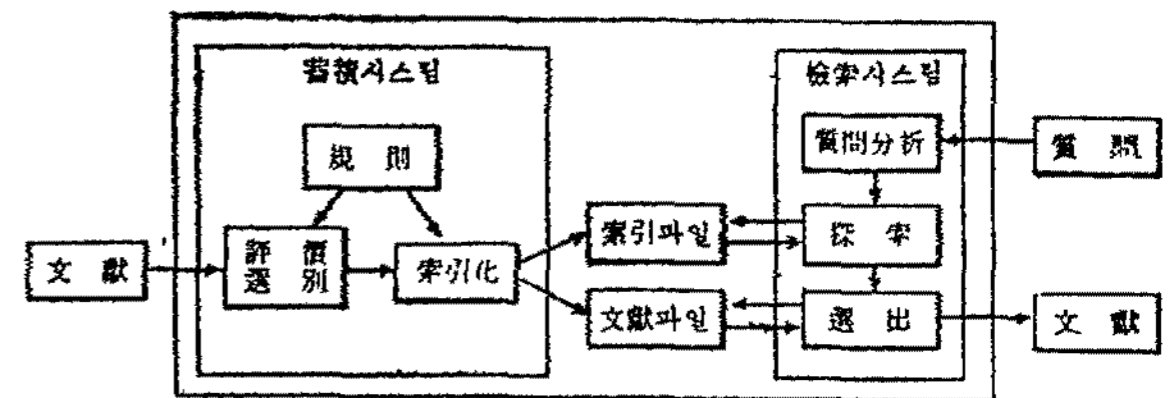 蓄積시스템
規則
文獻
評價
選別
索引化
索引파일
文獻파일
檢索시스템
質問分析
探索
選出
質問
文獻